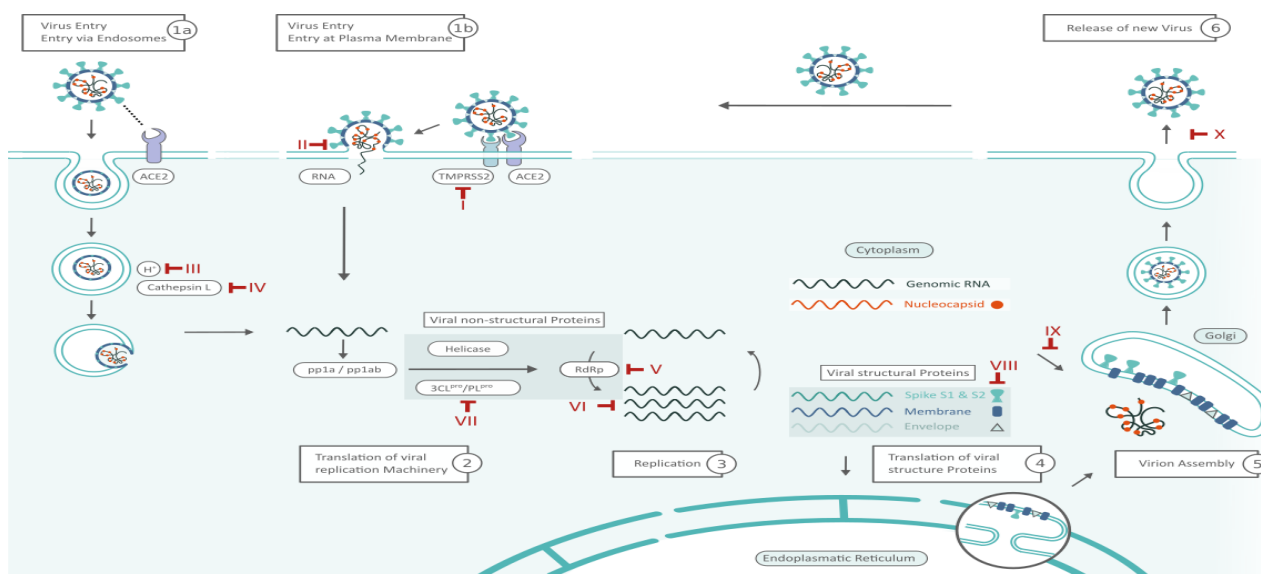 Virus Entry
Entry via Endosomes
1a
Virus Entry
Entry at Plasma Membrane
1b
Release of new Virus
6
II
X
ACE2
RNA
TMPRSS2
ACE2
I
H⁺
III
Cathepsin L
IV
Cytoplasm
Genomic RNA
Nucleocapsid
IX
Golgi
Viral non-structural Proteins
Helicase
pp1a / pp1ab
RdRp
V
3CLᵖʳᵒ/PLᵖʳᵒ
VI
VII
Viral structural Proteins
VIII
Spike S1 & S2
Membrane
Envelope
Translation of viral
replication Machinery
2
Replication
3
Translation of viral
structure Proteins
4
Virion Assembly
5
Endoplasmatic Reticulum